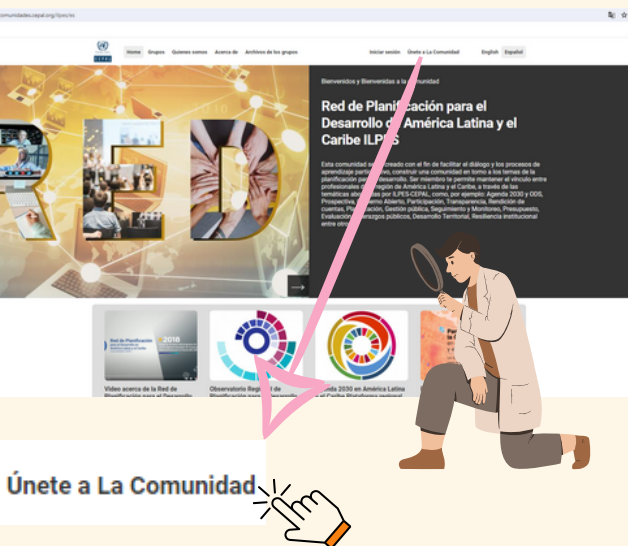 comunidades.cepal.org/ilpes/es
CEPAL
Home Grupos Quienes somos Acerca de Archivos de los grupos Iniciar sesión Únete a La Comunidad English Español
RED
Bienvenidos y Bienvenidas a la comunidad
Red de Planificación para el
Desarrollo de América Latina y el
Caribe ILPES
Esta comunidad se creado con el fin de facilitar el diálogo y los procesos de
aprendizaje participativo, construir una comunidad en torno a los temas de la
planificación para desarrollo. Ser miembro te permite mantener el vínculo entre
profesionales de región de América Latina y el Caribe, a través de las
temáticas abordadas por ILPES-CEPAL, como, por ejemplo: Agenda 2030 y ODS,
Prospectiva, Gobierno Abierto, Participación, Transparencia, Rendición de
cuentas, Planificación, Gestión pública, Seguimiento y Monitoreo, Presupuesto,
Evaluación, liderazgos públicos, Desarrollo Territorial, Resiliencia institucional
entre otros
Red de Planificación
2018
Video acerca de la Red de
Planificación para el Desarrollo
Observatorio Regional de
Planificación para el Desarrollo
Agenda 2030 en América Latina
y el Caribe Plataforma regional
Únete a La Comunidad